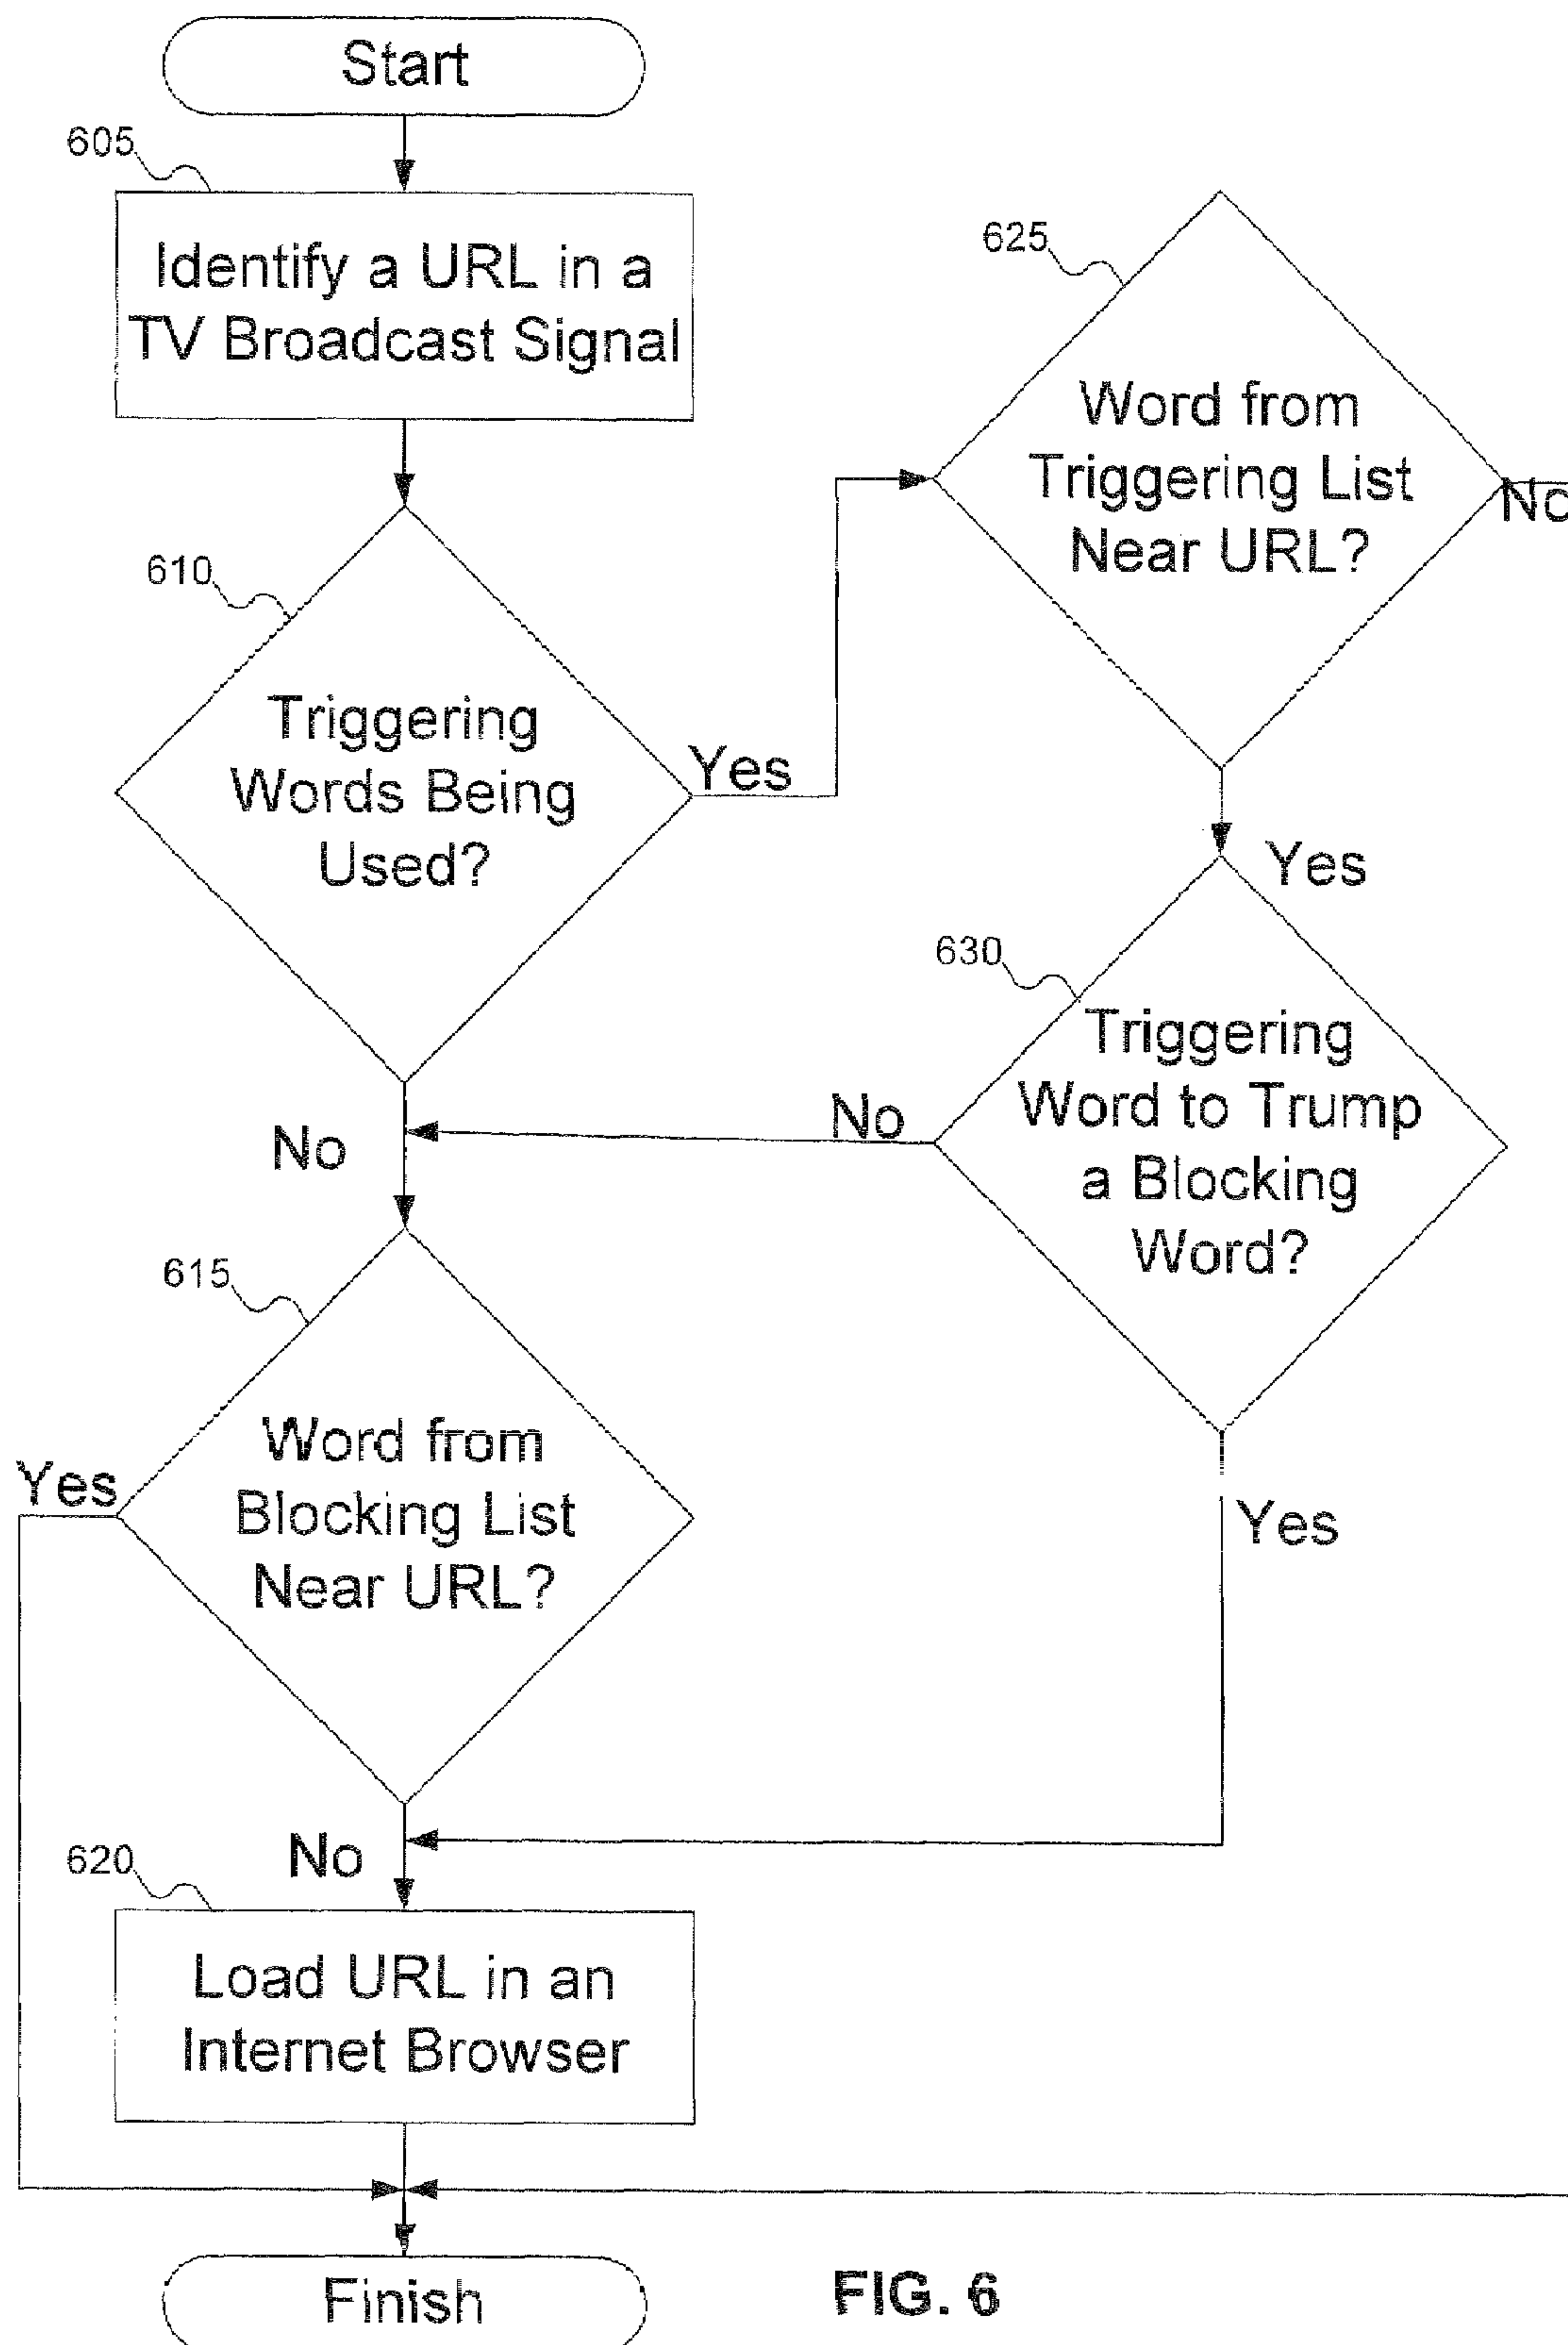 Start
605
Identify a URL in a
TV Broadcast Signal
610
Triggering
Words Being
Used?
Yes
No
625
Word from
Triggering List
Near URL?
No
Yes
630
Triggering
Word to Trump
a Blocking
Word?
No
Yes
615
Word from
Blocking List
Near URL?
Yes
No
620
Load URL in an
Internet Browser
Finish
FIG. 6